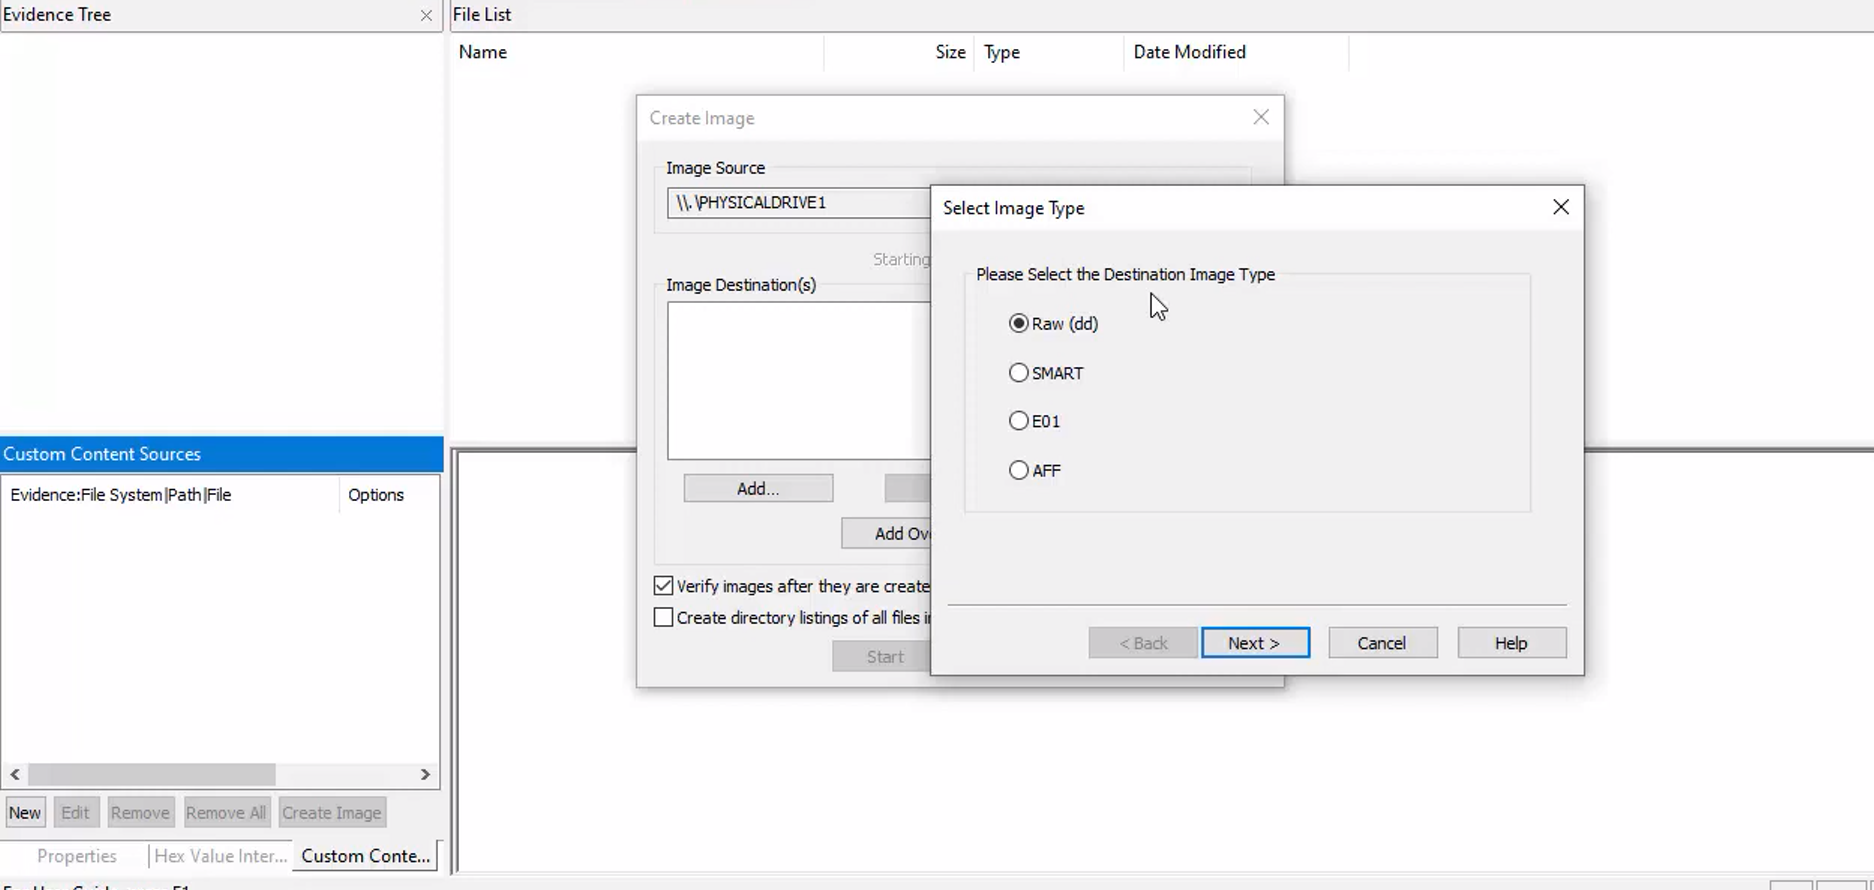 Evidence Tree
File List
Name Size Type Date Modified
Create Image
Image Source
\\.\PHYSICALDRIVE1
Starting
Image Destination(s)
Add...
Verify images after they are
Create directory listings of all files
Start
Select Image Type
Please Select the Destination Image Type
Raw (dd)
SMART
E01
AFF
< Back Next > Cancel Help
Custom Content Sources
Evidence:File System|Path|File Options
New Edit Remove Remove All Create Image
Properties Hex Value Inter... Custom Conte...